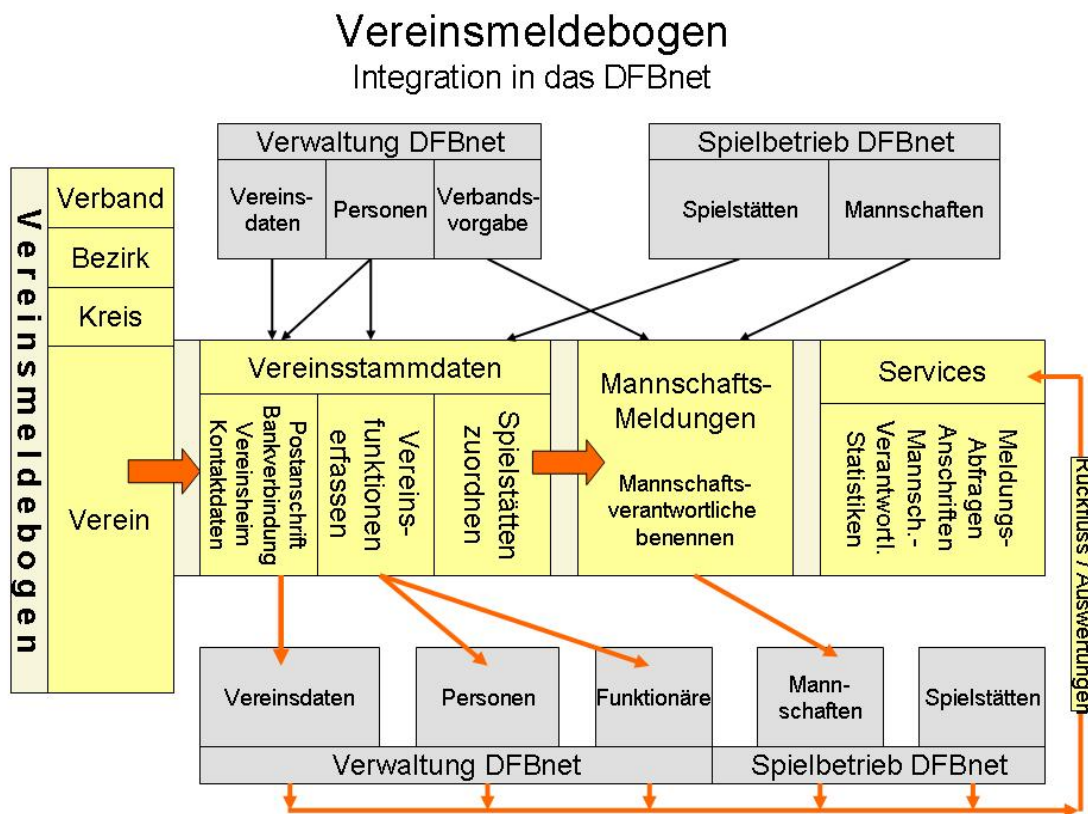 Vereinsmeldebogen
Integration in das DFBnet
Verwaltung DFBnet
Vereins-
daten
Personen
Verbands-
vorgabe
Spielbetrieb DFBnet
Spielstätten
Mannschaften
Vereinsmeldebogen
Verband
Bezirk
Kreis
Verein
Vereinsstammdaten
Postanschrift
Bankverbindung
Vereinsheim
Kontaktdaten
Vereins-
funktionen
erfassen
Spielstätten
zuordnen
Mannschafts-
Meldungen
Mannschafts-
verantwortliche
benennen
Services
Meldungs-
Abfragen
Anschriften
Mannsch.-
Verantwortl.
Statistiken
Rückfluss / Auswertungen
Vereinsdaten
Personen
Funktionäre
Mann-
schaften
Spielstätten
Verwaltung DFBnet
Spielbetrieb DFBnet